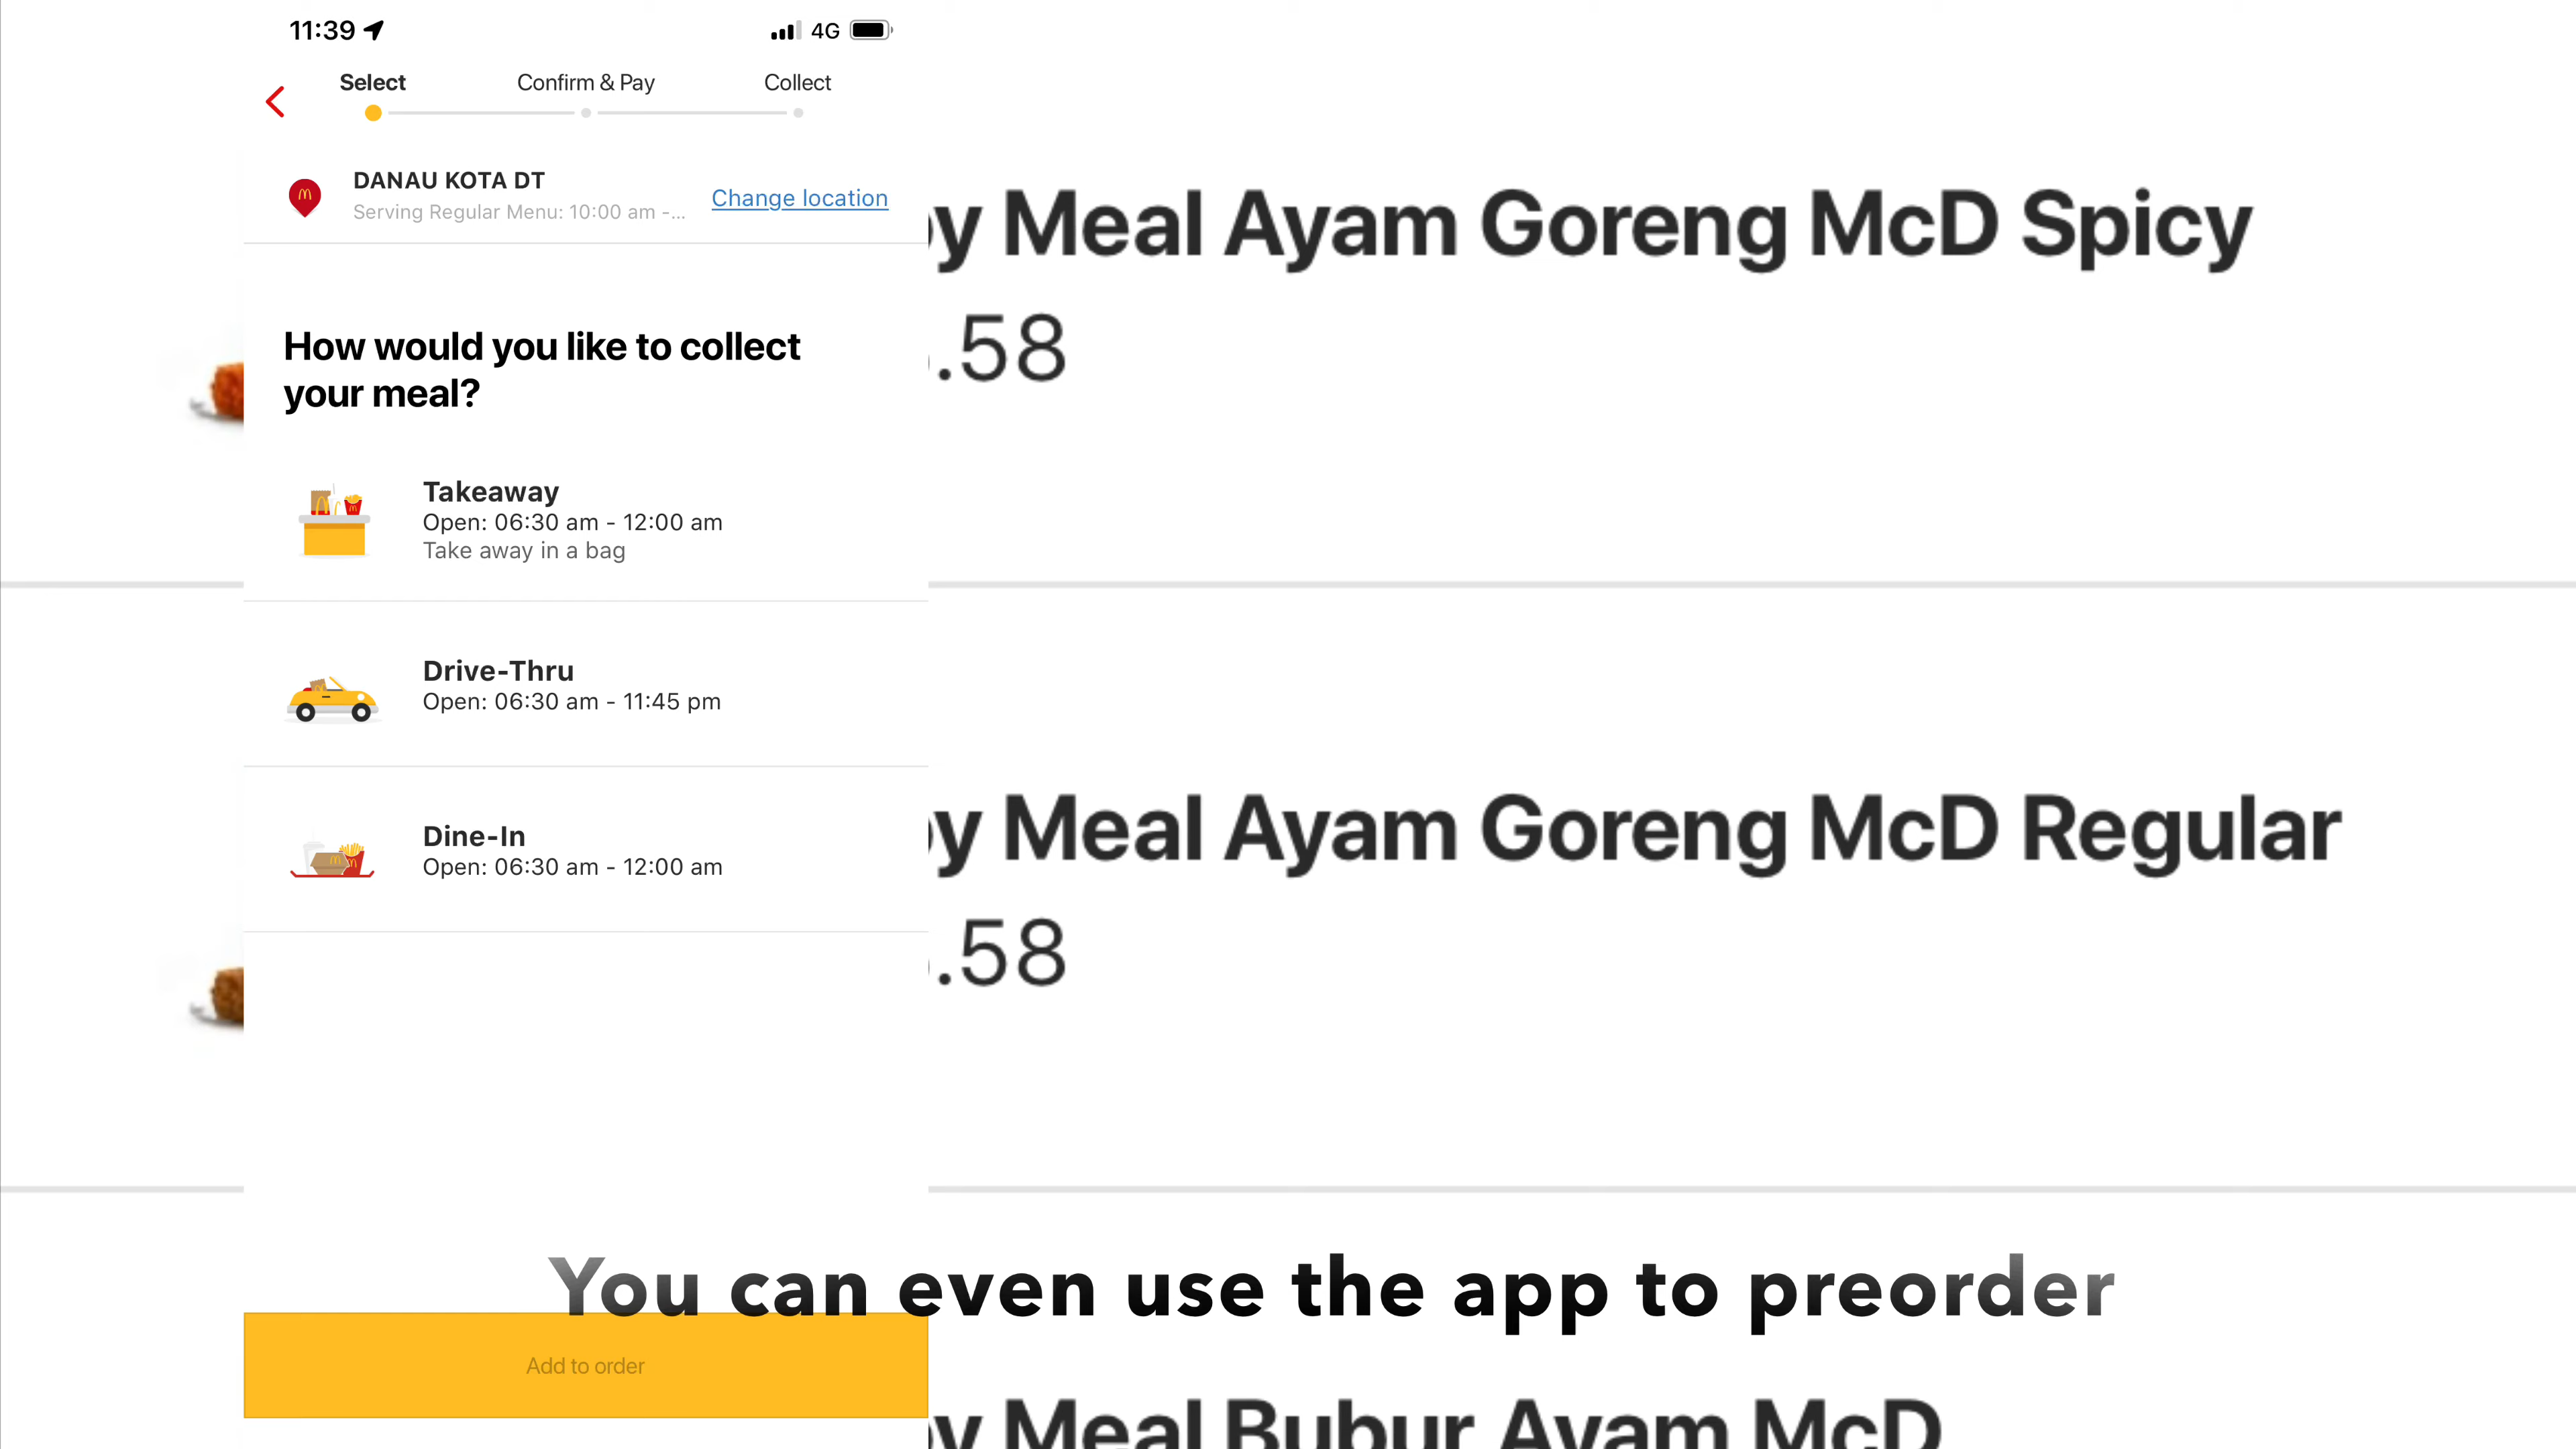 11:39
4G
Select
Confirm & Pay
Collect
DANAU KOTA DT
Serving Regular Menu: 10:00 am -...
Change location
How would you like to collect
your meal?
Takeaway
Open: 06:30 am - 12:00 am
Take away in a bag
Drive-Thru
Open: 06:30 am - 11:45 pm
Dine-In
Open: 06:30 am - 12:00 am
Add to order
y Meal Ayam Goreng McD Spicy
.58
y Meal Ayam Goreng McD Regular
.58
You can even use the app to preorder
y Meal Bubur Ayam McD